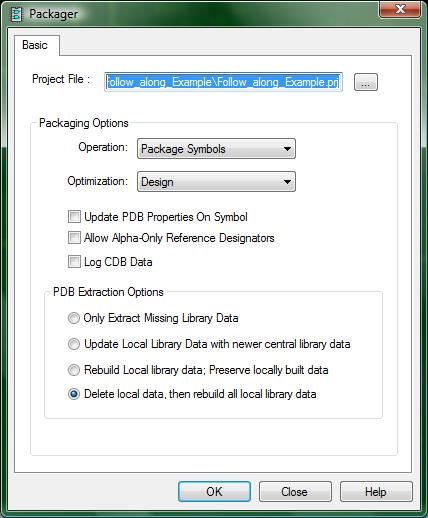 Packager
Basic
Project File :
Follow_along_Example\Follow_along_Example.prj
...
Packaging Options
Operation: Package Symbols
Optimization: Design
Update PDB Properties On Symbol
Allow Alpha-Only Reference Designators
Log CDB Data
PDB Extraction Options
Only Extract Missing Library Data
Update Local Library Data with newer central library data
Rebuild Local library data; Preserve locally built data
Delete local data, then rebuild all local library data
OK Close Help